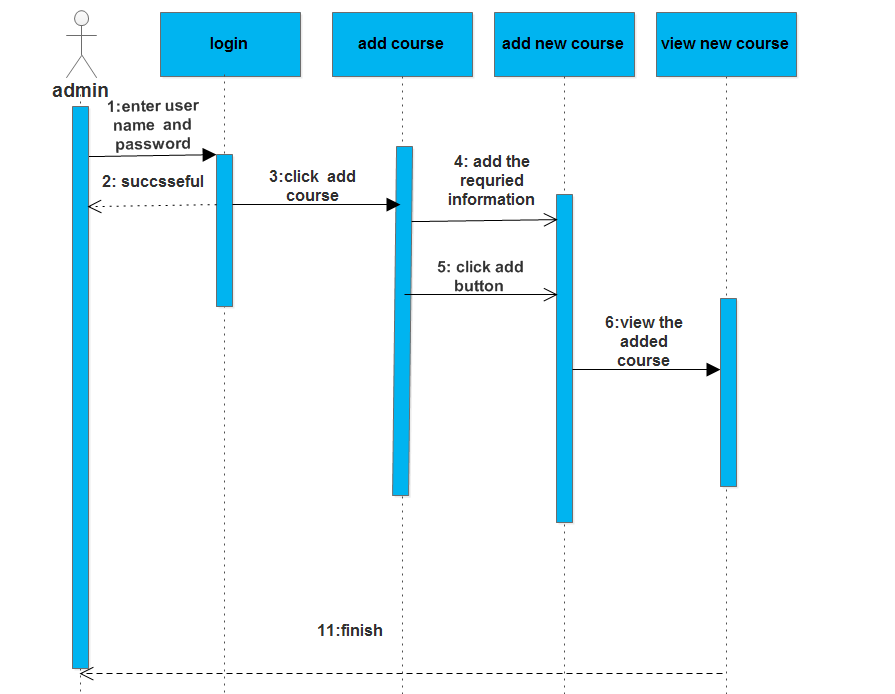 login
add course
add new course
view new course
admin
1:enter user
name and
password
2: succsseful
3:click add
course
4: add the
requried
information
5: click add
button
6:view the
added
course
11:finish